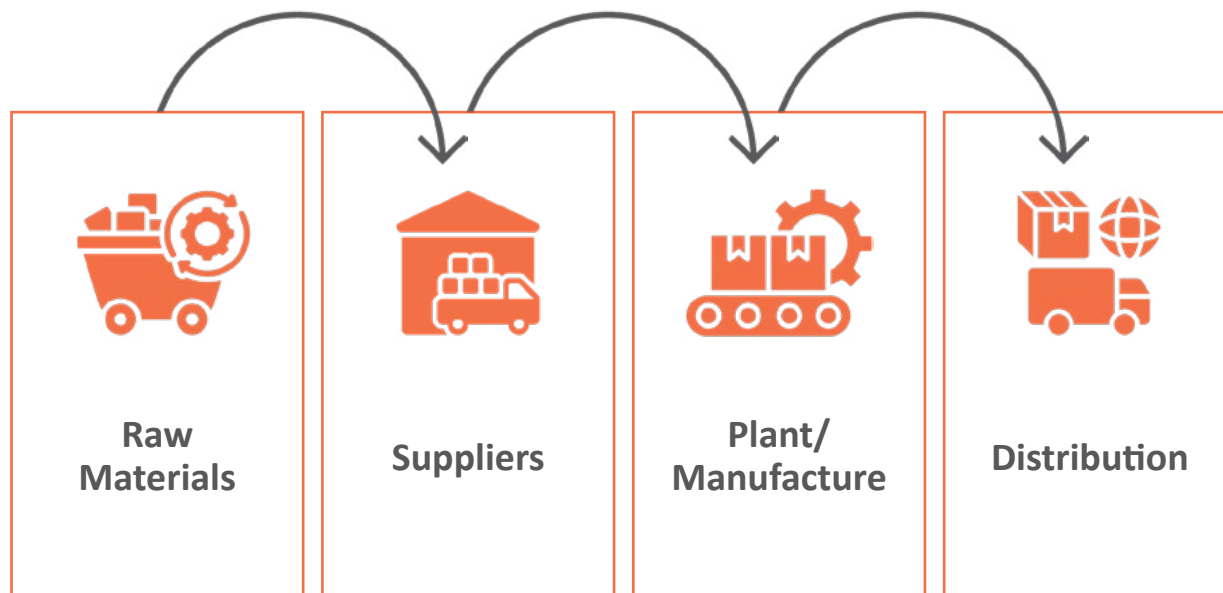 Raw
Materials
Suppliers
Plant/
Manufacture
Distribution